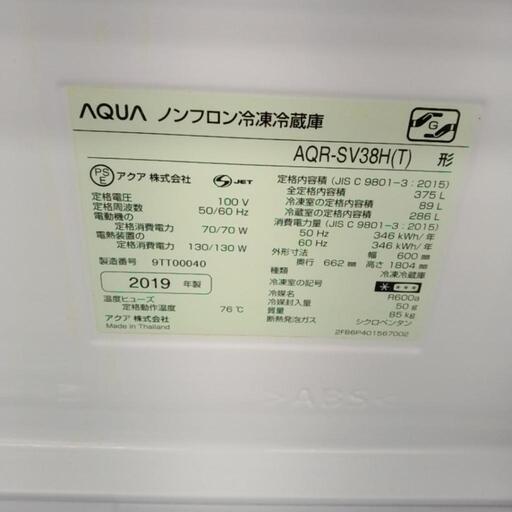 AQUA ノンフロン冷凍冷蔵庫
G
AQR-SV38H(T) 形
PS
E
アクア 株式会社
S JET
定格電圧 100 V
定格周波数 50/60 Hz
電動機の
定格消費電力 70/70 W
電熱装置の
定格消費電力 130/130 W
製造番号 9TT00040
2019 年製
温度ヒューズ
定格動作温度 76℃
アクア 株式会社
Made in Thailand
定格内容積 (JIS C 9801-3:2015)
全定格内容積 375 L
冷凍室の定格内容積 89 L
冷蔵室の定格内容積 286 L
消費電力量 (JIS C 9801-3:2015)
50 Hz 346 kWh/年
60 Hz 346 kWh/年
外形寸法 幅 600 mm
奥行 662 mm 高さ 1804 mm
種類 冷凍冷蔵庫
冷凍室の記号
冷媒名 R600a
冷媒封入量 50 g
質量 85 kg
断熱発泡ガス シクロペンタン
2FB6P401567002
>ABS<